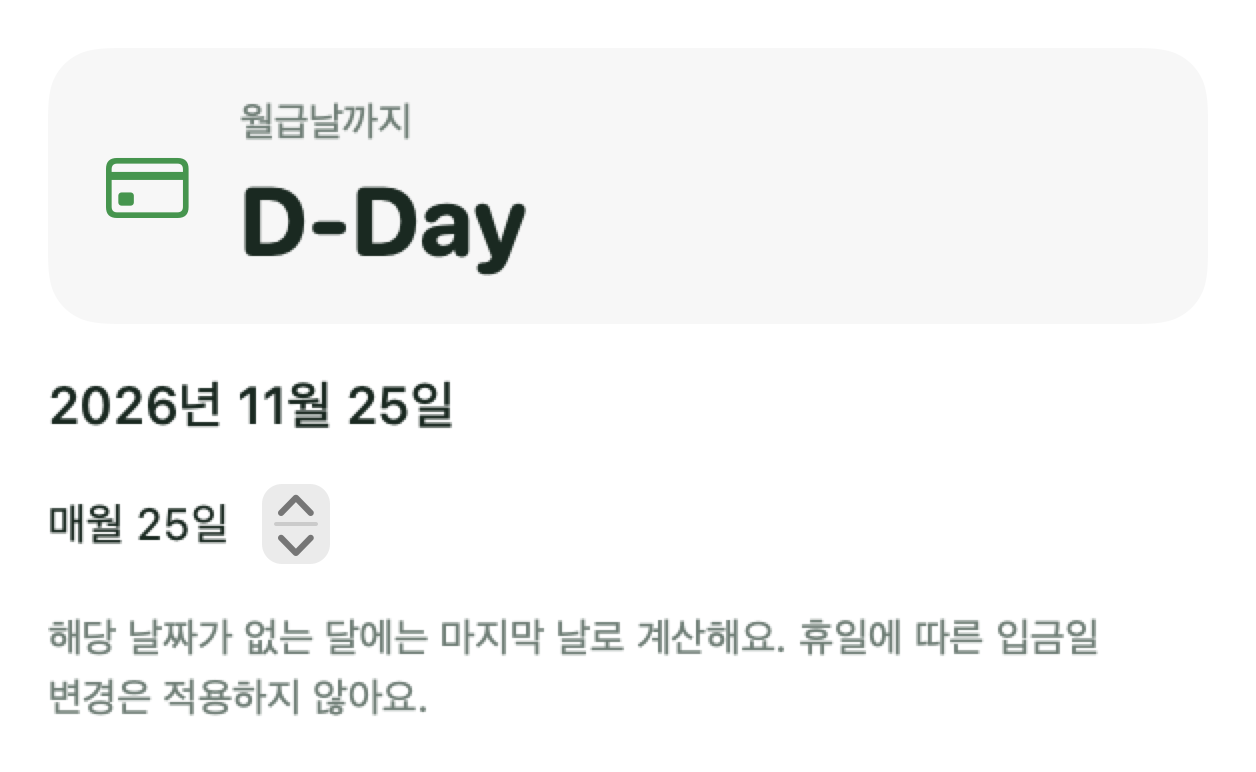 월급날까지
D-Day
2026년 11월 25일
매월 25일
해당 날짜가 없는 달에는 마지막 날로 계산해요. 휴일에 따른 입금일
변경은 적용하지 않아요.